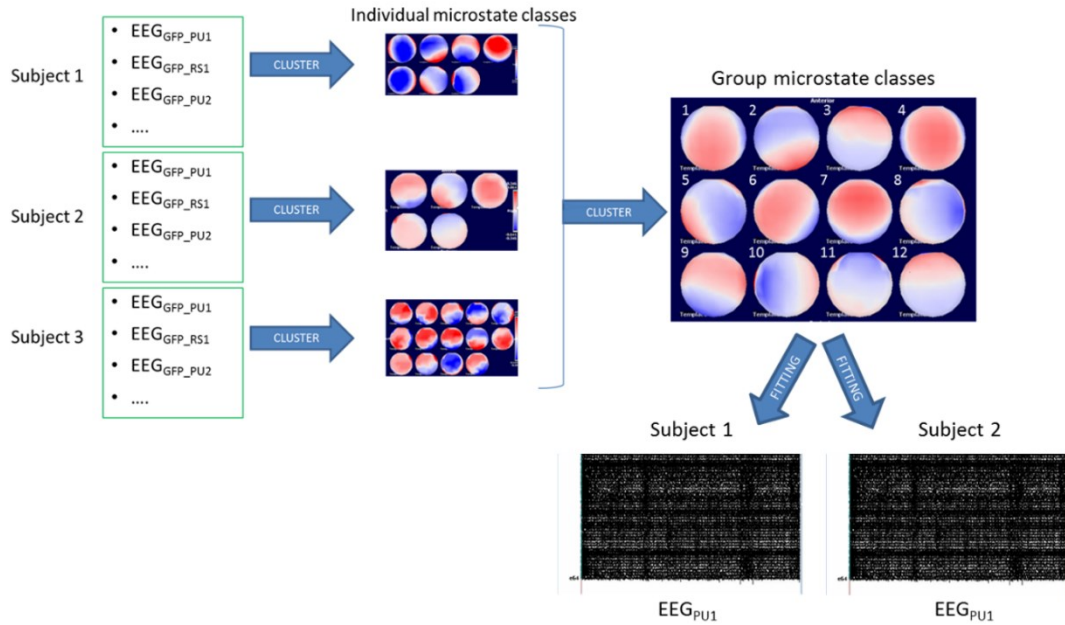 Individual microstate classes
Subject 1
• EEGGFP_PU1
• EEGGFP_RS1
• EEGGFP_PU2
• ....
CLUSTER
Subject 2
• EEGGFP_PU1
• EEGGFP_RS1
• EEGGFP_PU2
• ....
CLUSTER
Subject 3
• EEGGFP_PU1
• EEGGFP_RS1
• EEGGFP_PU2
• ....
CLUSTER
CLUSTER
Group microstate classes
Anterior
1 2 3 4
5 6 7 8
9 10 11 12
FITTING
FITTING
Subject 1
Subject 2
e64
e64
EEGPU1
EEGPU1